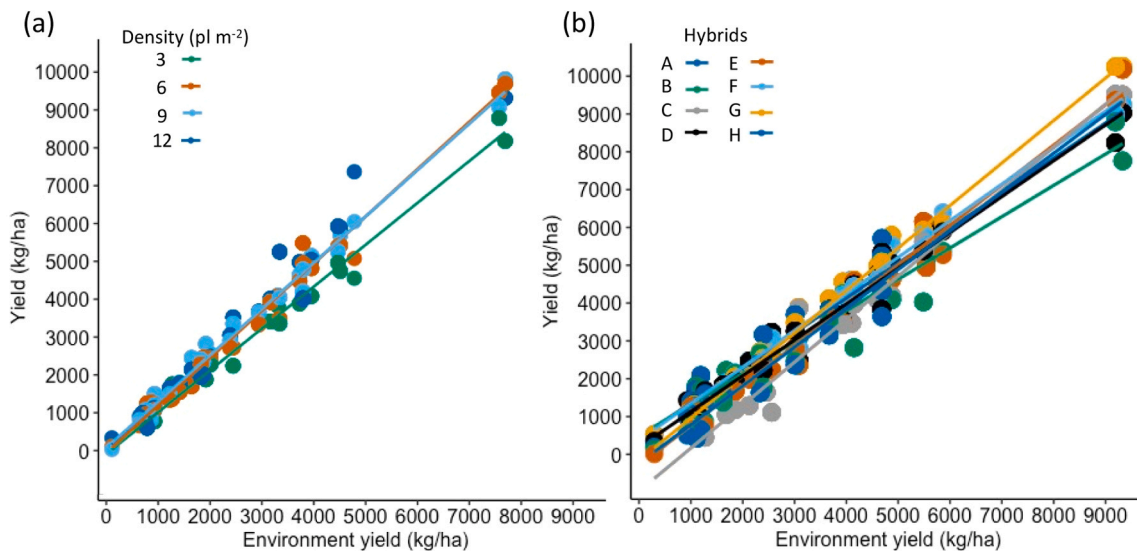 (a)
Density (pl m⁻²)
3
6
9
12
10000
9000
8000
7000
6000
5000
4000
3000
2000
1000
0
Yield (kg/ha)
0 1000 2000 3000 4000 5000 6000 7000 8000 9000
Environment yield (kg/ha)
(b)
Hybrids
A E
B F
C G
D H
10000
9000
8000
7000
6000
5000
4000
3000
2000
1000
0
Yield (kg/ha)
0 1000 2000 3000 4000 5000 6000 7000 8000 9000
Environment yield (kg/ha)